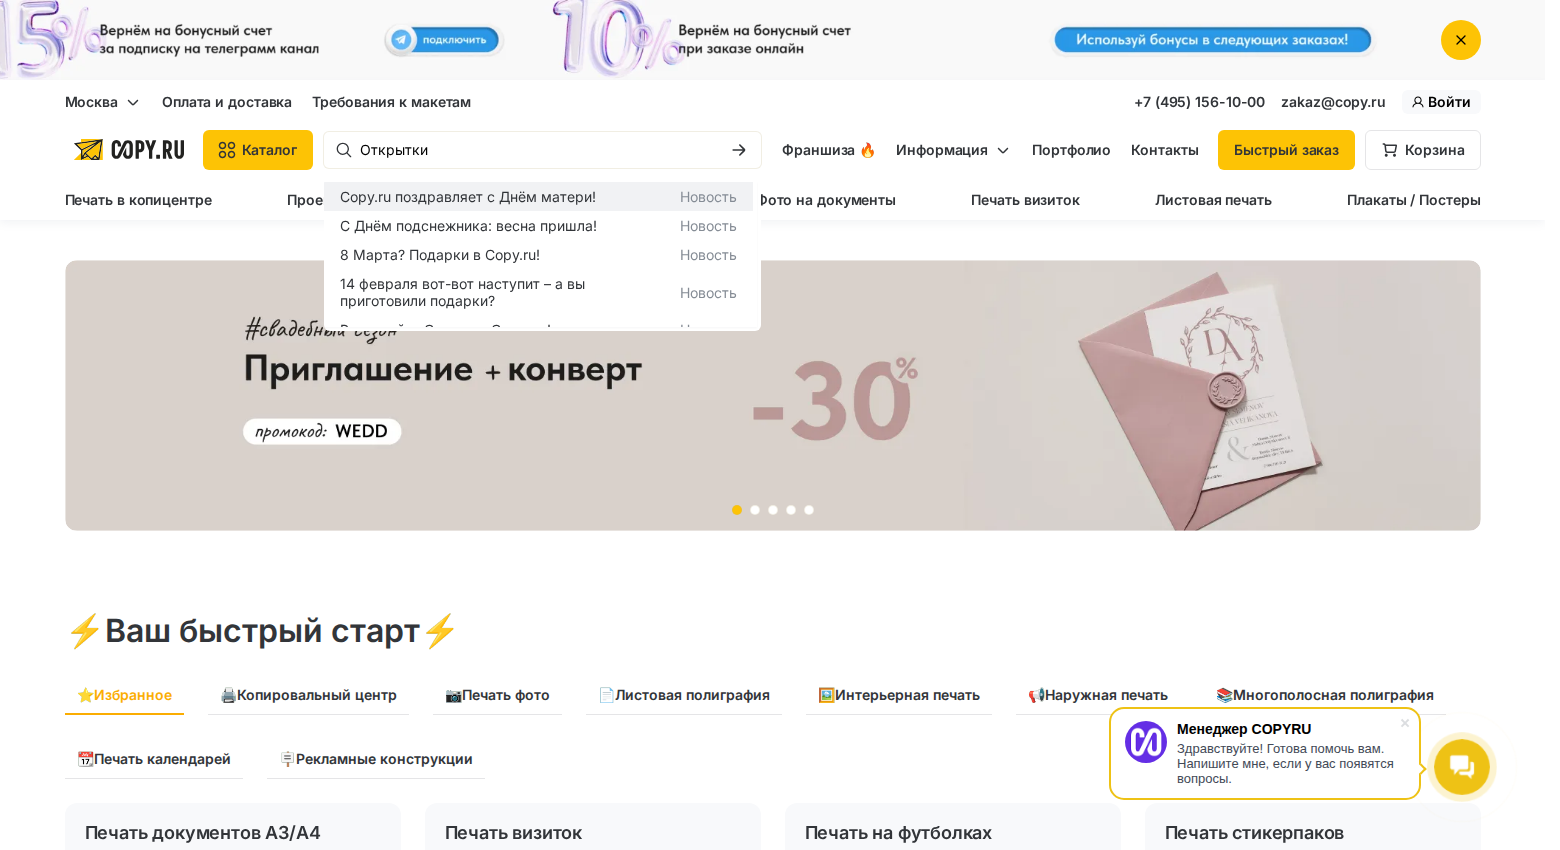 15%
Вернём на бонусный счет
за подписку на телеграмм канал
подключить
10%
Вернём на бонусный счет
при заказе онлайн
Используй бонусы в следующих заказах!
Москва
Оплата и доставка
Требования к макетам
+7 (495) 156-10-00
zakaz@copy.ru
Войти
COPY.RU
Каталог
Открытки
Франшиза 🔥
Информация
Портфолио
Контакты
Быстрый заказ
Корзина
Печать в копицентре
Прое
Фото на документы
Печать визиток
Листовая печать
Плакаты / Постеры
Copy.ru поздравляет с Днём матери!
Новость
С Днём подснежника: весна пришла!
Новость
8 Марта? Подарки в Copy.ru!
Новость
14 февраля вот-вот наступит – а вы
приготовили подарки?
Новость
#свадебный сезон
Приглашение + конверт
промокод: WEDD
-30%
⚡Ваш быстрый старт⚡
⭐Избранное
🖨️Копировальный центр
📷Печать фото
📄Листовая полиграфия
🖼️Интерьерная печать
📢Наружная печать
📚Многополосная полиграфия
📆Печать календарей
🪧Рекламные конструкции
Менеджер COPYRU
Здравствуйте! Готова помочь вам.
Напишите мне, если у вас появятся
вопросы.
Печать документов А3/А4
Печать визиток
Печать на футболках
Печать стикерпаков